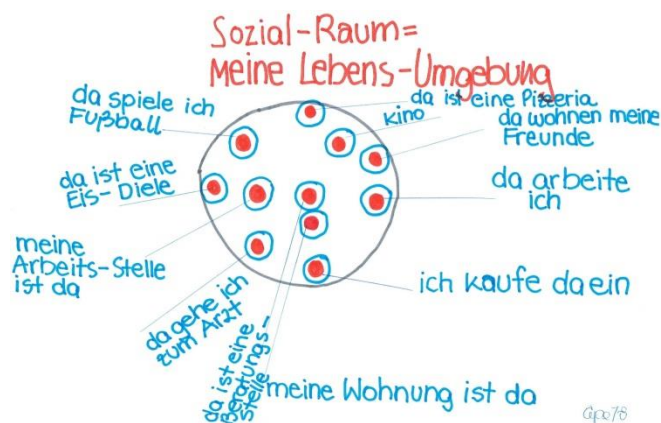 Sozial-Raum=
Meine Lebens-Umgebung
da spiele ich
Fußball
da ist eine Pizeeria
Kino
da wohnen meine
Freunde
da ist eine
Eis-Diele
da arbeite
ich
meine
Arbeits-Stelle
ist da
da gehe ich
zum Arzt
da ist eine
Beratungs-
Stelle
ich kaufe da ein
meine Wohnung ist da